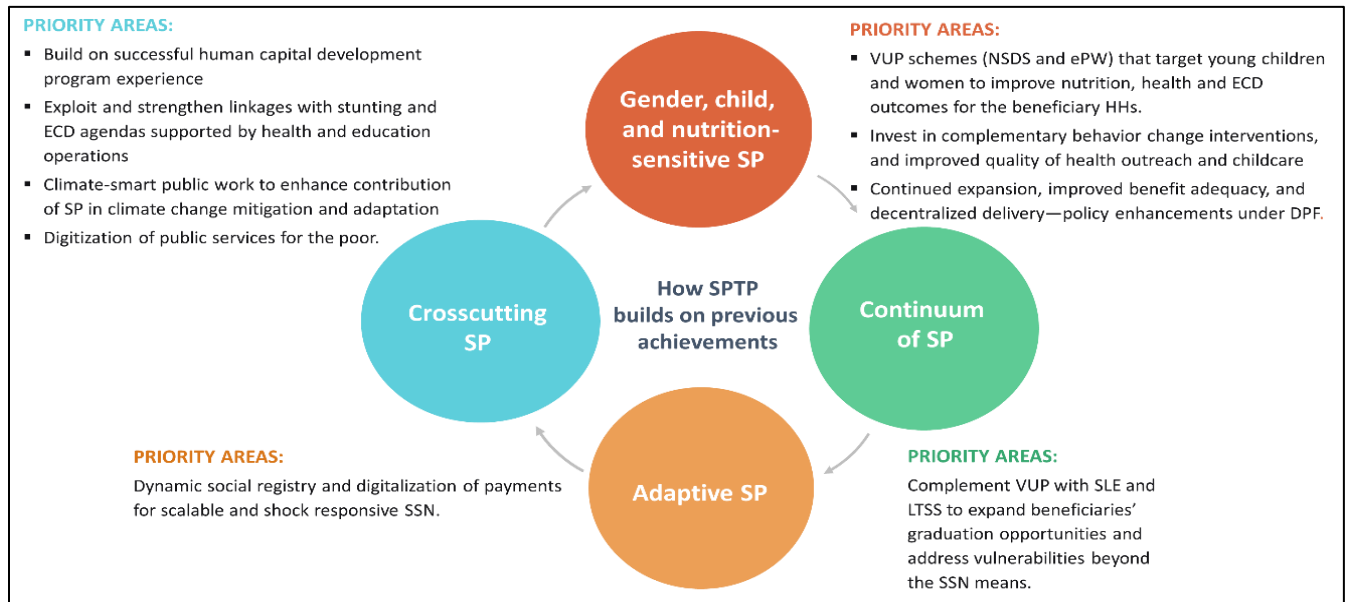 PRIORITY AREAS:
▪ Build on successful human capital development
program experience
▪ Exploit and strengthen linkages with stunting and
ECD agendas supported by health and education
operations
▪ Climate-smart public work to enhance contribution
of SP in climate change mitigation and adaptation
▪ Digitization of public services for the poor.
Gender, child,
and nutrition-
sensitive SP
PRIORITY AREAS:
▪ VUP schemes (NSDS and ePW) that target young children
and women to improve nutrition, health and ECD
outcomes for the beneficiary HHs.
▪ Invest in complementary behavior change interventions,
and improved quality of health outreach and childcare
▪ Continued expansion, improved benefit adequacy, and
decentralized delivery—policy enhancements under DPF.
Crosscutting
SP
How SPTP
builds on previous
achievements
Continuum
of SP
PRIORITY AREAS:
Dynamic social registry and digitalization of payments
for scalable and shock responsive SSN.
Adaptive SP
PRIORITY AREAS:
Complement VUP with SLE and
LTSS to expand beneficiaries’
graduation opportunities and
address vulnerabilities beyond
the SSN means.